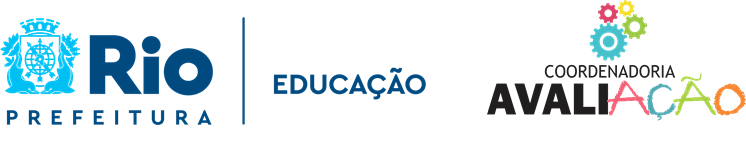 Rio
PREFEITURA
EDUCAÇÃO
COORDENADORIA
AVALIAÇÃO